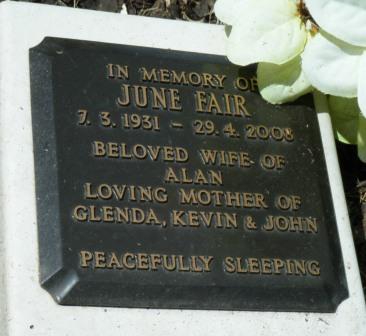 IN MEMORY OF
JUNE FAIR
7. 3. 1931 - 29. 4. 2008
BELOVED WIFE OF
ALAN
LOVING MOTHER OF
GLENDA, KEVIN & JOHN
PEACEFULLY SLEEPING